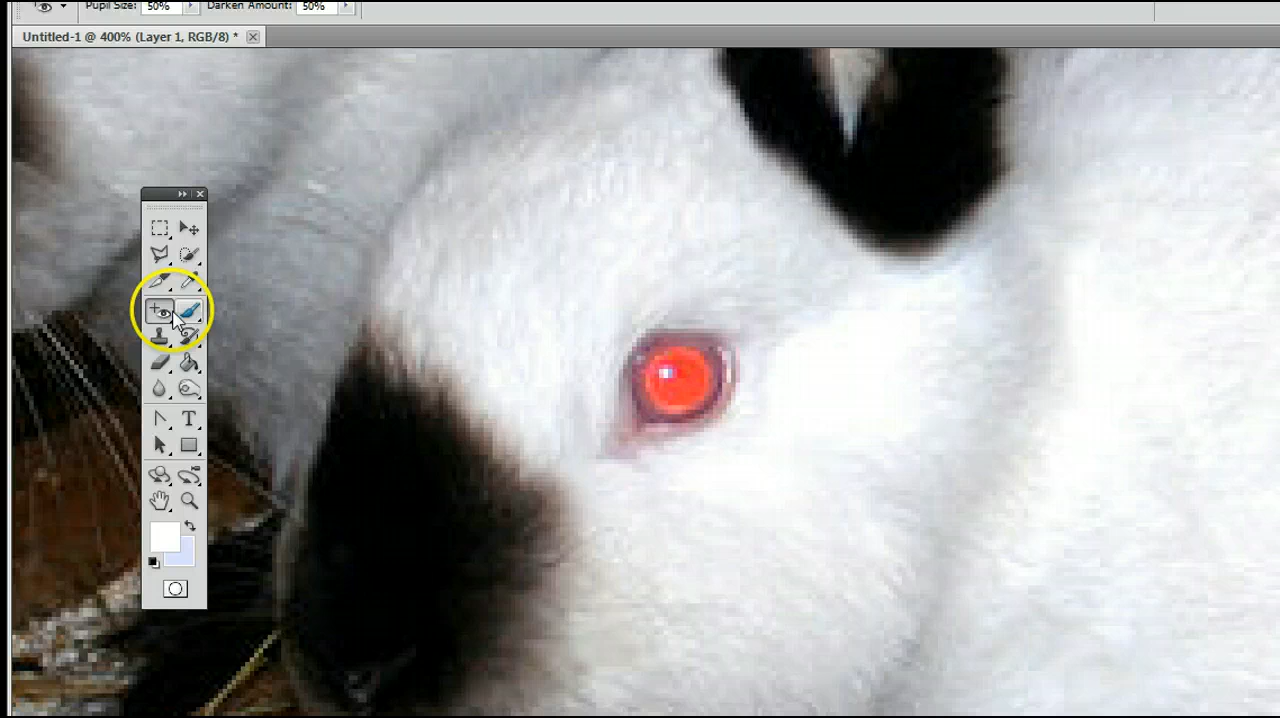 Pupil Size: 50% Darken Amount: 50%
Untitled-1 @ 400% (Layer 1, RGB/8) *
T